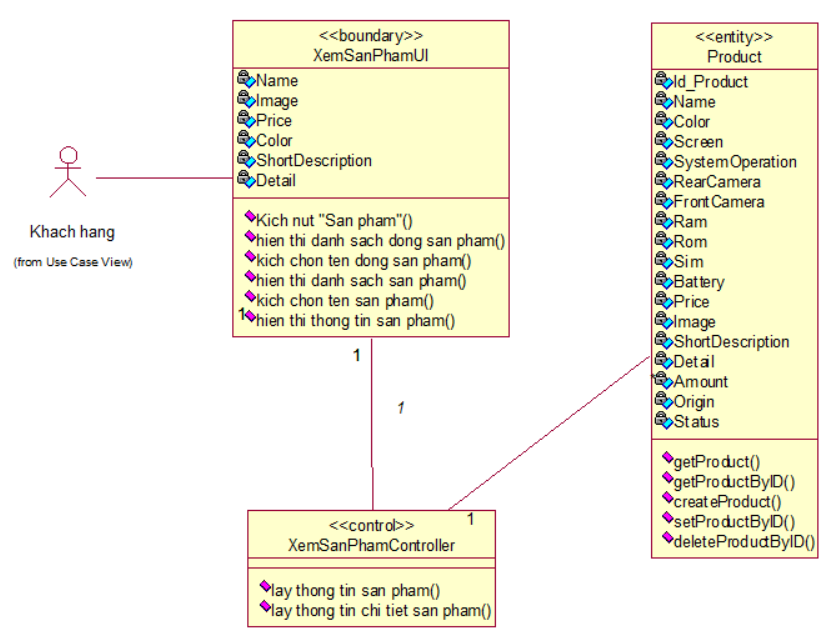 <<boundary>>
XemSanPhamUI
Name
Image
Price
Color
ShortDescription
Detail
Kich nut "San pham"()
hien thi danh sach dong san pham()
kich chon ten dong san pham()
hien thi danh sach san pham()
kich chon ten san pham()
1
hien thi thong tin san pham()
Khach hang
(from Use Case View)
1
1
<<control>>
1
XemSanPhamController
lay thong tin san pham()
lay thong tin chi tiet san pham()
<<entity>>
Product
Id_Product
Name
Color
Screen
SystemOperation
RearCamera
FrontCamera
Ram
Rom
Sim
Battery
Price
Image
ShortDescription
Detail
*
Amount
Origin
Status
getProduct()
getProductByID()
createProduct()
setProductByID()
deleteProductByID()